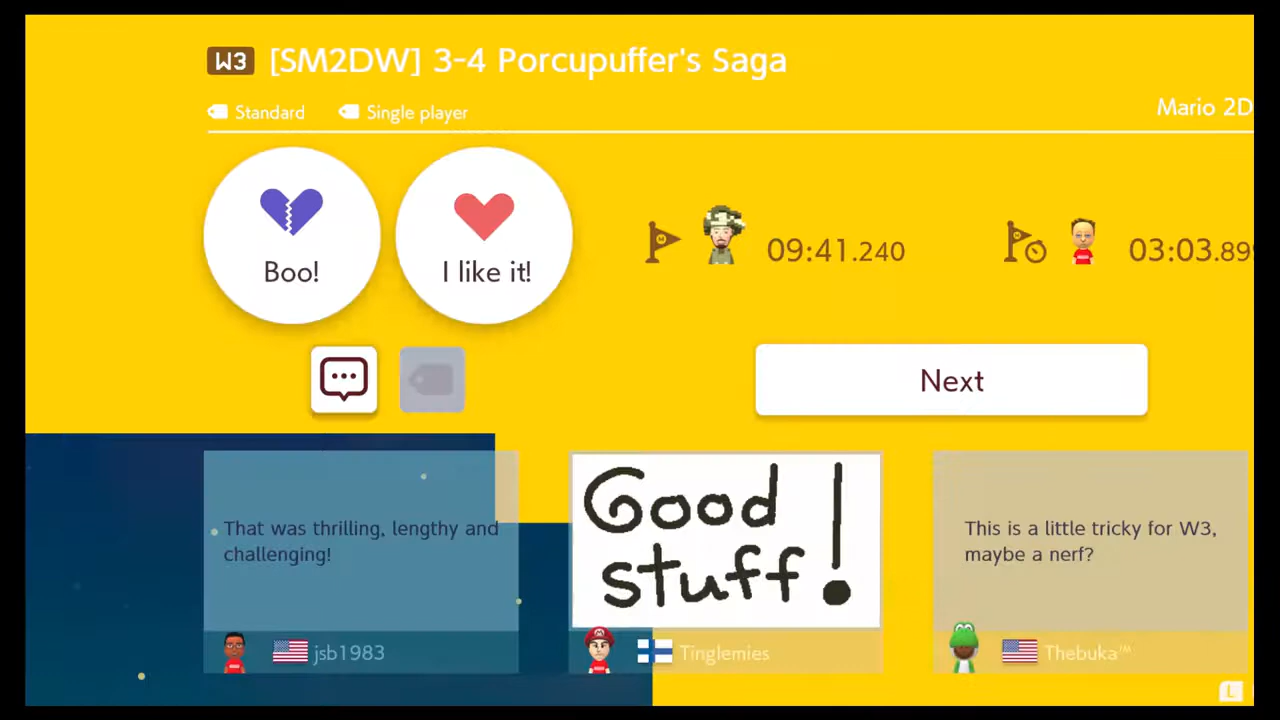 W3 [SM2DW] 3-4 Porcupuffer's Saga
Standard Single player
Mario 2D
Boo!
I like it!
09:41.240
03:03.899
Next
That was thrilling, lengthy and
challenging!
jsb1983
Good
stuff!
Tinglemies
This is a little tricky for W3,
maybe a nerf?
Thebuka™
L